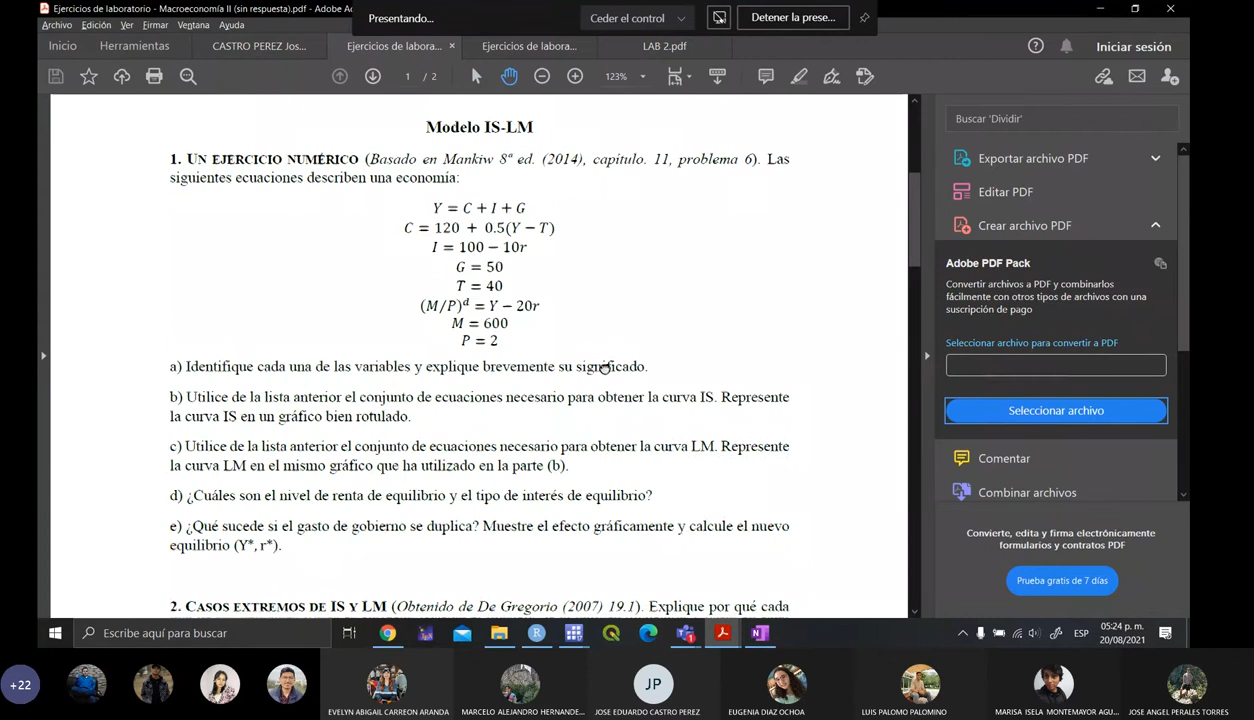 Ejercicios de laboratorio - Macroeconomía II (sin respuesta).pdf - Adobe
Presentando...
Ceder el control
Detener la prese...
Archivo Edición Ver Firmar Ventana Ayuda
Inicio Herramientas CASTRO PEREZ Jos... Ejercicios de labora... × Ejercicios de labora... LAB 2.pdf Iniciar sesión
1 / 2 123%
Modelo IS-LM
1. UN EJERCICIO NUMÉRICO (Basado en Mankiw 8ª ed. (2014), capítulo. 11, problema 6). Las
siguientes ecuaciones describen una economía:
Y = C + I + G
C = 120 + 0.5(Y − T)
I = 100 − 10r
G = 50
T = 40
(M/P)ᵈ = Y − 20r
M = 600
P = 2
a) Identifique cada una de las variables y explique brevemente su significado.
b) Utilice de la lista anterior el conjunto de ecuaciones necesario para obtener la curva IS. Represente
la curva IS en un gráfico bien rotulado.
c) Utilice de la lista anterior el conjunto de ecuaciones necesario para obtener la curva LM. Represente
la curva LM en el mismo gráfico que ha utilizado en la parte (b).
d) ¿Cuáles son el nivel de renta de equilibrio y el tipo de interés de equilibrio?
e) ¿Qué sucede si el gasto de gobierno se duplica? Muestre el efecto gráficamente y calcule el nuevo
equilibrio (Y*, r*).
2. CASOS EXTREMOS DE IS Y LM (Obtenido de De Gregorio (2007) 19.1). Explique por qué cada
Buscar 'Dividir'
Exportar archivo PDF
Editar PDF
Crear archivo PDF
Adobe PDF Pack
Convertir archivos a PDF y combinarlos
fácilmente con otros tipos de archivos con una
suscripción de pago
Seleccionar archivo para convertir a PDF
Seleccionar archivo
Comentar
Combinar archivos
Convierte, edita y firma electrónicamente
formularios y contratos PDF
Prueba gratis de 7 días
Escribe aquí para buscar
ESP
05:24 p. m.
20/08/2021
+22
JP
EVELYN ABIGAIL CARREON ARANDA
MARCELO ALEJANDRO HERNANDE...
JOSE EDUARDO CASTRO PEREZ
EUGENIA DIAZ OCHOA
LUIS PALOMO PALOMINO
MARISA ISELA MONTEMAYOR AGU...
JOSE ANGEL PERALES TORRES